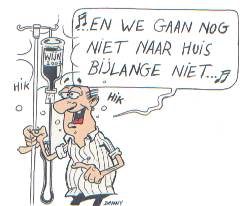 ♫...EN WE GAAN NOG
NIET NAAR HUIS
BIJLANGE NIET...♫
WIJN
HIK
HIK
DANNY